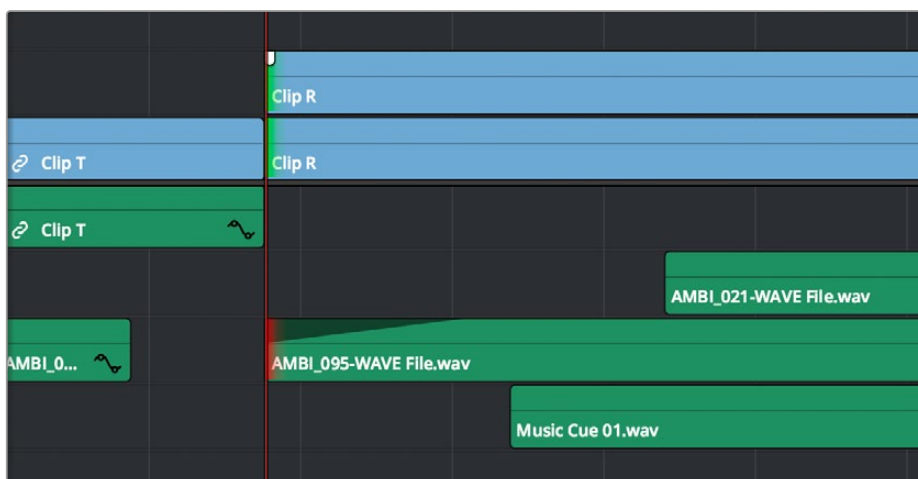 Clip R
Clip T
Clip R
Clip T
AMBI_021-WAVE File.wav
AMBI_0...
AMBI_095-WAVE File.wav
Music Cue 01.wav